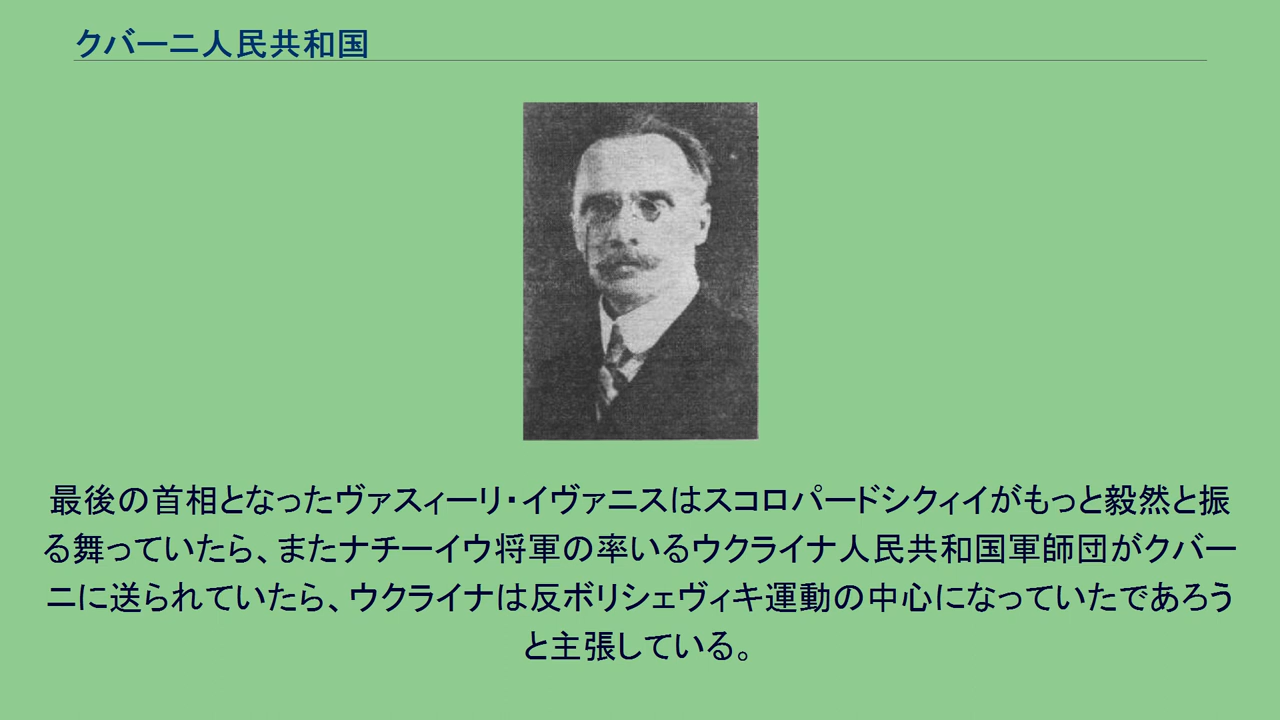 クバーニ人民共和国
最後の首相となったヴァスィーリ・イヴァニスはスコロパードシクィイがもっと毅然と振
る舞っていたら、またナチーイウ将軍の率いるウクライナ人民共和国軍師団がクバー
ニに送られていたら、ウクライナは反ボリシェヴィキ運動の中心になっていたであろう
と主張している。